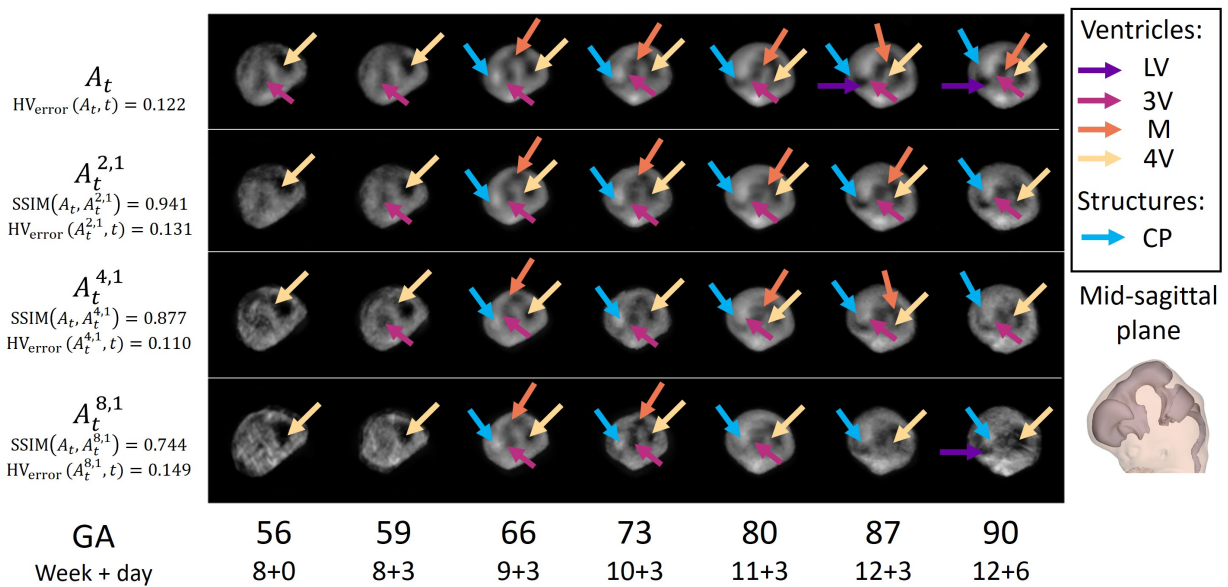 A_t
HV_error (A_t, t) = 0.122
A_t^{2,1}
SSIM(A_t, A_t^{2,1}) = 0.941
HV_error (A_t^{2,1}, t) = 0.131
A_t^{4,1}
SSIM(A_t, A_t^{4,1}) = 0.877
HV_error (A_t^{4,1}, t) = 0.110
A_t^{8,1}
SSIM(A_t, A_t^{8,1}) = 0.744
HV_error (A_t^{8,1}, t) = 0.149
GA 56 59 66 73 80 87 90
Week + day 8+0 8+3 9+3 10+3 11+3 12+3 12+6
Ventricles:
LV
3V
M
4V
Structures:
CP
Mid-sagittal
plane